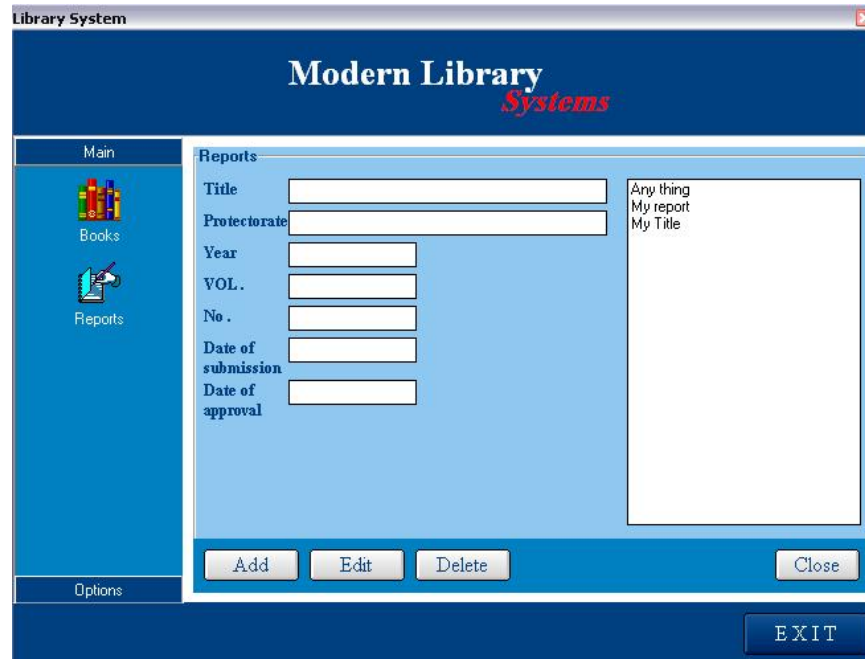 Library System
Modern Library
Systems
Main
Books
Reports
Options
Reports
Title
Protectorate
Year
VOL.
No.
Date of
submission
Date of
approval
Any thing
My report
My Title
Add
Edit
Delete
Close
EXIT